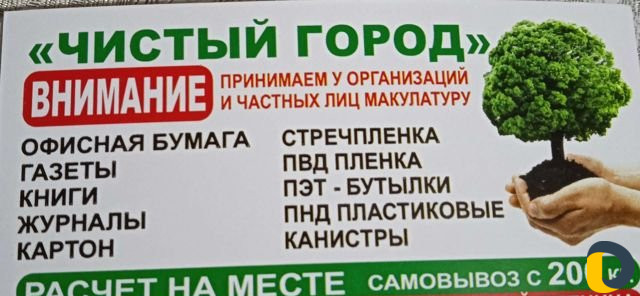 «ЧИСТЫЙ ГОРОД»
ВНИМАНИЕ
ПРИНИМАЕМ У ОРГАНИЗАЦИЙ
И ЧАСТНЫХ ЛИЦ МАКУЛАТУРУ
ОФИСНАЯ БУМАГА
ГАЗЕТЫ
КНИГИ
ЖУРНАЛЫ
КАРТОН
СТРЕЧПЛЕНКА
ПВД ПЛЕНКА
ПЭТ - БУТЫЛКИ
ПНД ПЛАСТИКОВЫЕ
КАНИСТРЫ
РАСЧЕТ НА МЕСТЕ САМОВЫВОЗ С